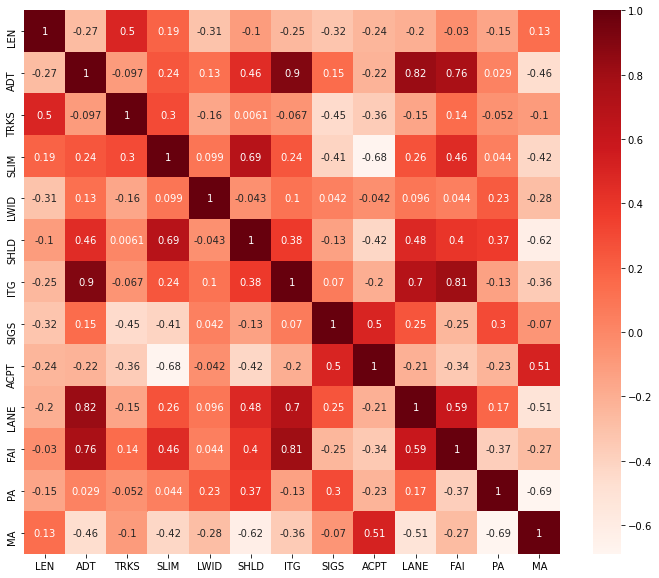 LEN 1 -0.27 0.5 0.19 -0.31 -0.1 -0.25 -0.32 -0.24 -0.2 -0.03 -0.15 0.13
ADT -0.27 1 -0.097 0.24 0.13 0.46 0.9 0.15 -0.22 0.82 0.76 0.029 -0.46
TRKS 0.5 -0.097 1 0.3 -0.16 0.0061 -0.067 -0.45 -0.36 -0.15 0.14 -0.052 -0.1
SLIM 0.19 0.24 0.3 1 0.099 0.69 0.24 -0.41 -0.68 0.26 0.46 0.044 -0.42
LWID -0.31 0.13 -0.16 0.099 1 -0.043 0.1 0.042 -0.042 0.096 0.044 0.23 -0.28
SHLD -0.1 0.46 0.0061 0.69 -0.043 1 0.38 -0.13 -0.42 0.48 0.4 0.37 -0.62
ITG -0.25 0.9 -0.067 0.24 0.1 0.38 1 0.07 -0.2 0.7 0.81 -0.13 -0.36
SIGS -0.32 0.15 -0.45 -0.41 0.042 -0.13 0.07 1 0.5 0.25 -0.25 0.3 -0.07
ACPT -0.24 -0.22 -0.36 -0.68 -0.042 -0.42 -0.2 0.5 1 -0.21 -0.34 -0.23 0.51
LANE -0.2 0.82 -0.15 0.26 0.096 0.48 0.7 0.25 -0.21 1 0.59 0.17 -0.51
FAI -0.03 0.76 0.14 0.46 0.044 0.4 0.81 -0.25 -0.34 0.59 1 -0.37 -0.27
PA -0.15 0.029 -0.052 0.044 0.23 0.37 -0.13 0.3 -0.23 0.17 -0.37 1 -0.69
MA 0.13 -0.46 -0.1 -0.42 -0.28 -0.62 -0.36 -0.07 0.51 -0.51 -0.27 -0.69 1
LEN ADT TRKS SLIM LWID SHLD ITG SIGS ACPT LANE FAI PA MA
1.0
0.8
0.6
0.4
0.2
0.0
-0.2
-0.4
-0.6